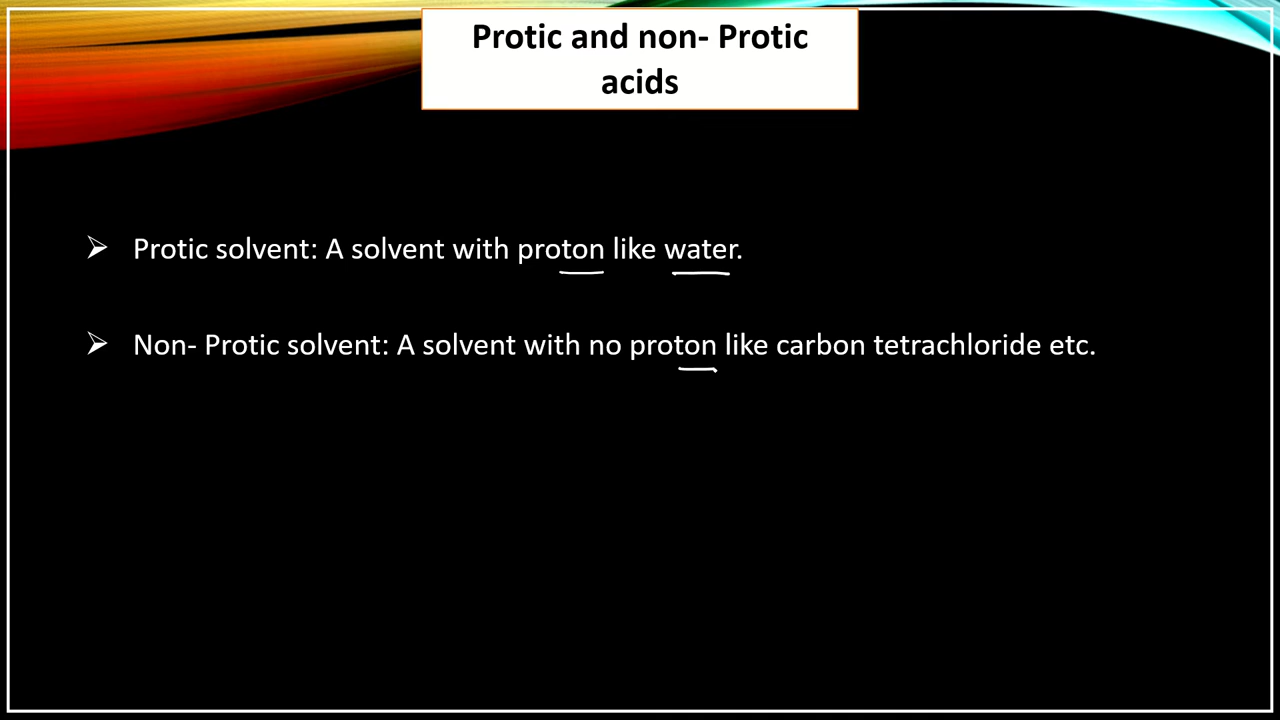 Protic and non- Protic
acids
➢ Protic solvent: A solvent with proton like water.
➢ Non- Protic solvent: A solvent with no proton like carbon tetrachloride etc.